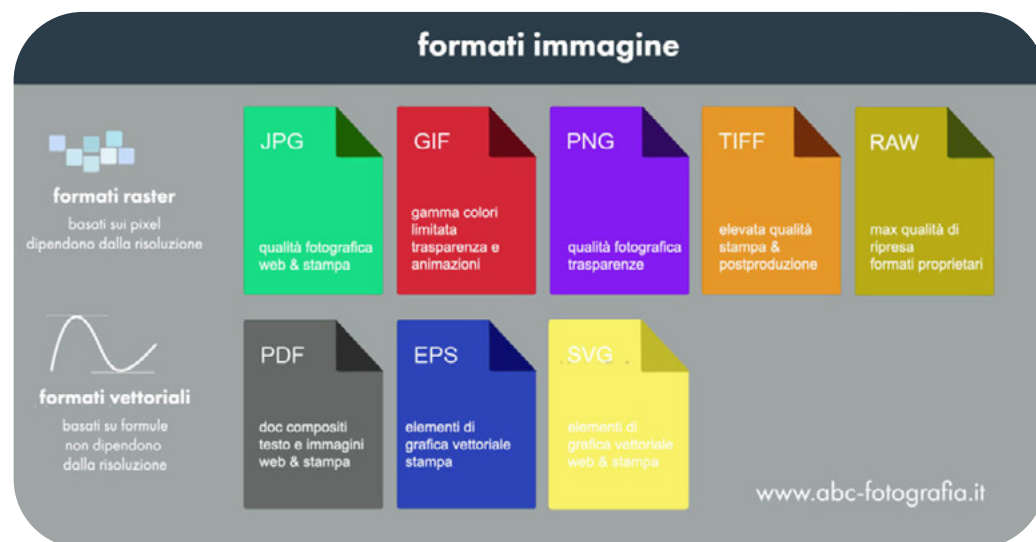 formati immagine
formati raster
basati sui pixel
dipendono dalla risoluzione
JPG
qualità fotografica
web & stampa
GIF
gamma colori
limitata
trasparenza e
animazioni
PNG
qualità fotografica
trasparenze
TIFF
elevata qualità
stampa &
postproduzione
RAW
max qualità di
ripresa
formati proprietari
formati vettoriali
basati su formule
non dipendono
dalla risoluzione
PDF
doc compositi
testo e immagini
web & stampa
EPS
elementi di
grafica vettoriale
stampa
SVG
elementi di
grafica vettoriale
web & stampa
www.abc-fotografia.it